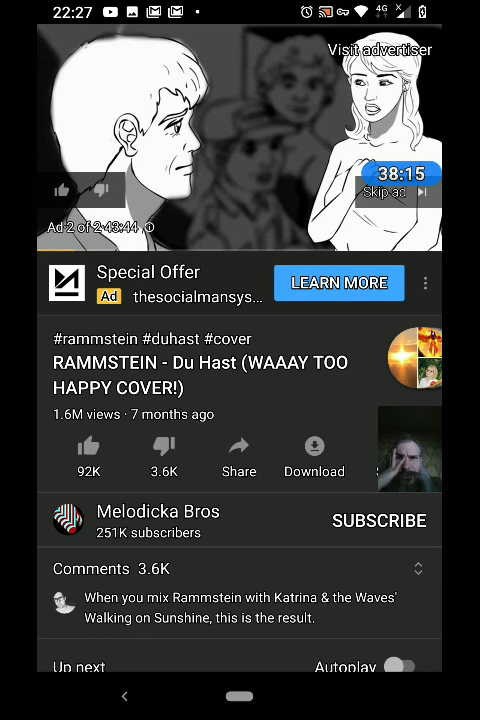 22:27
4G
Visit advertiser
38:15
Skip ad
Ad 2 of 2·43:44
Special Offer
LEARN MORE
Ad thesocialmansys...
#rammstein #duhast #cover
RAMMSTEIN - Du Hast (WAAAY TOO
HAPPY COVER!)
1.6M views · 7 months ago
92K 3.6K Share Download
Melodicka Bros
SUBSCRIBE
251K subscribers
Comments 3.6K
When you mix Rammstein with Katrina & the Waves'
Walking on Sunshine, this is the result.
Up next Autoplay